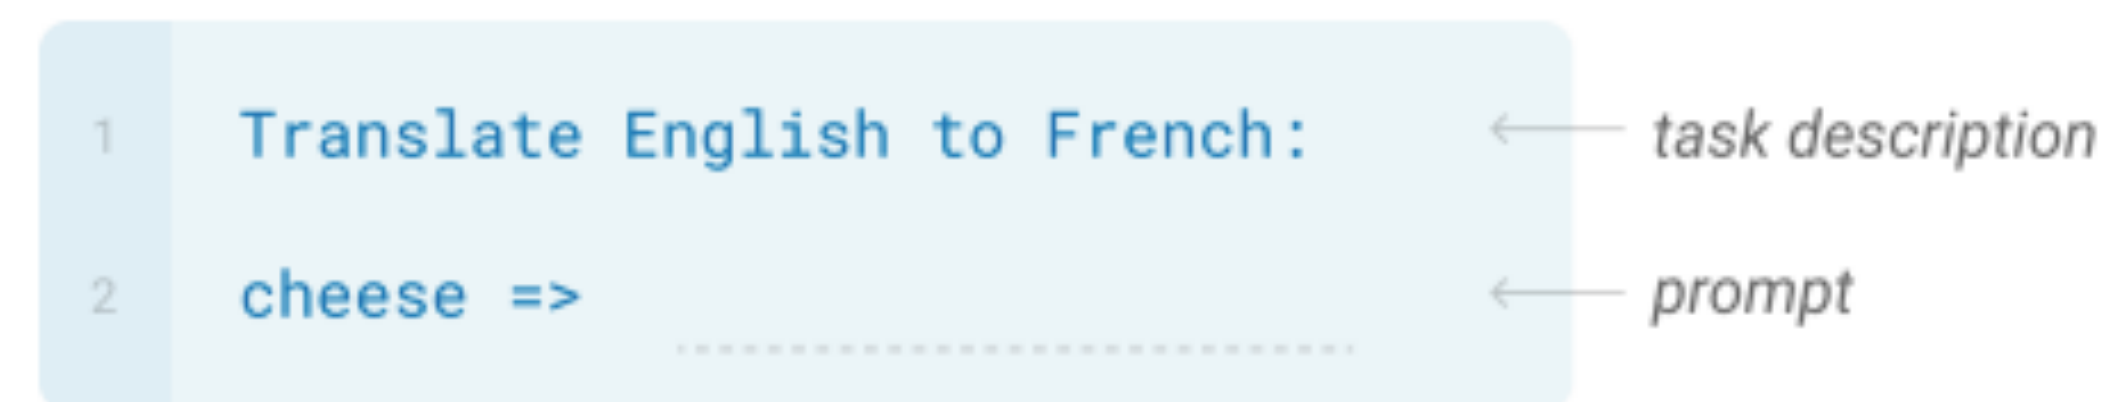 1 Translate English to French: ← task description
2 cheese => ← prompt